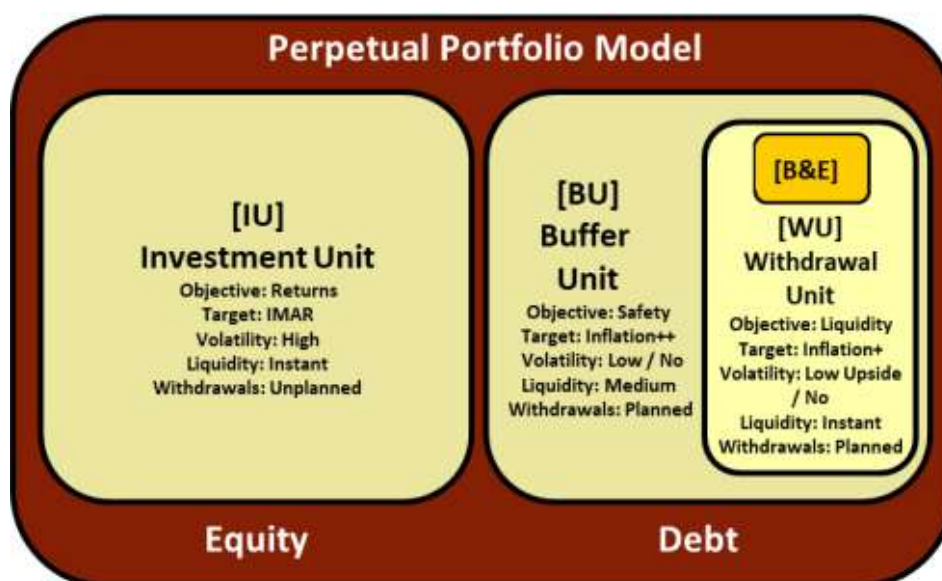 Perpetual Portfolio Model
[IU]
Investment Unit
Objective: Returns
Target: IMAR
Volatility: High
Liquidity: Instant
Withdrawals: Unplanned
[BU]
Buffer
Unit
Objective: Safety
Target: Inflation++
Volatility: Low / No
Liquidity: Medium
Withdrawals: Planned
[B&E]
[WU]
Withdrawal
Unit
Objective: Liquidity
Target: Inflation+
Volatility: Low Upside
/ No
Liquidity: Instant
Withdrawals: Planned
Equity
Debt